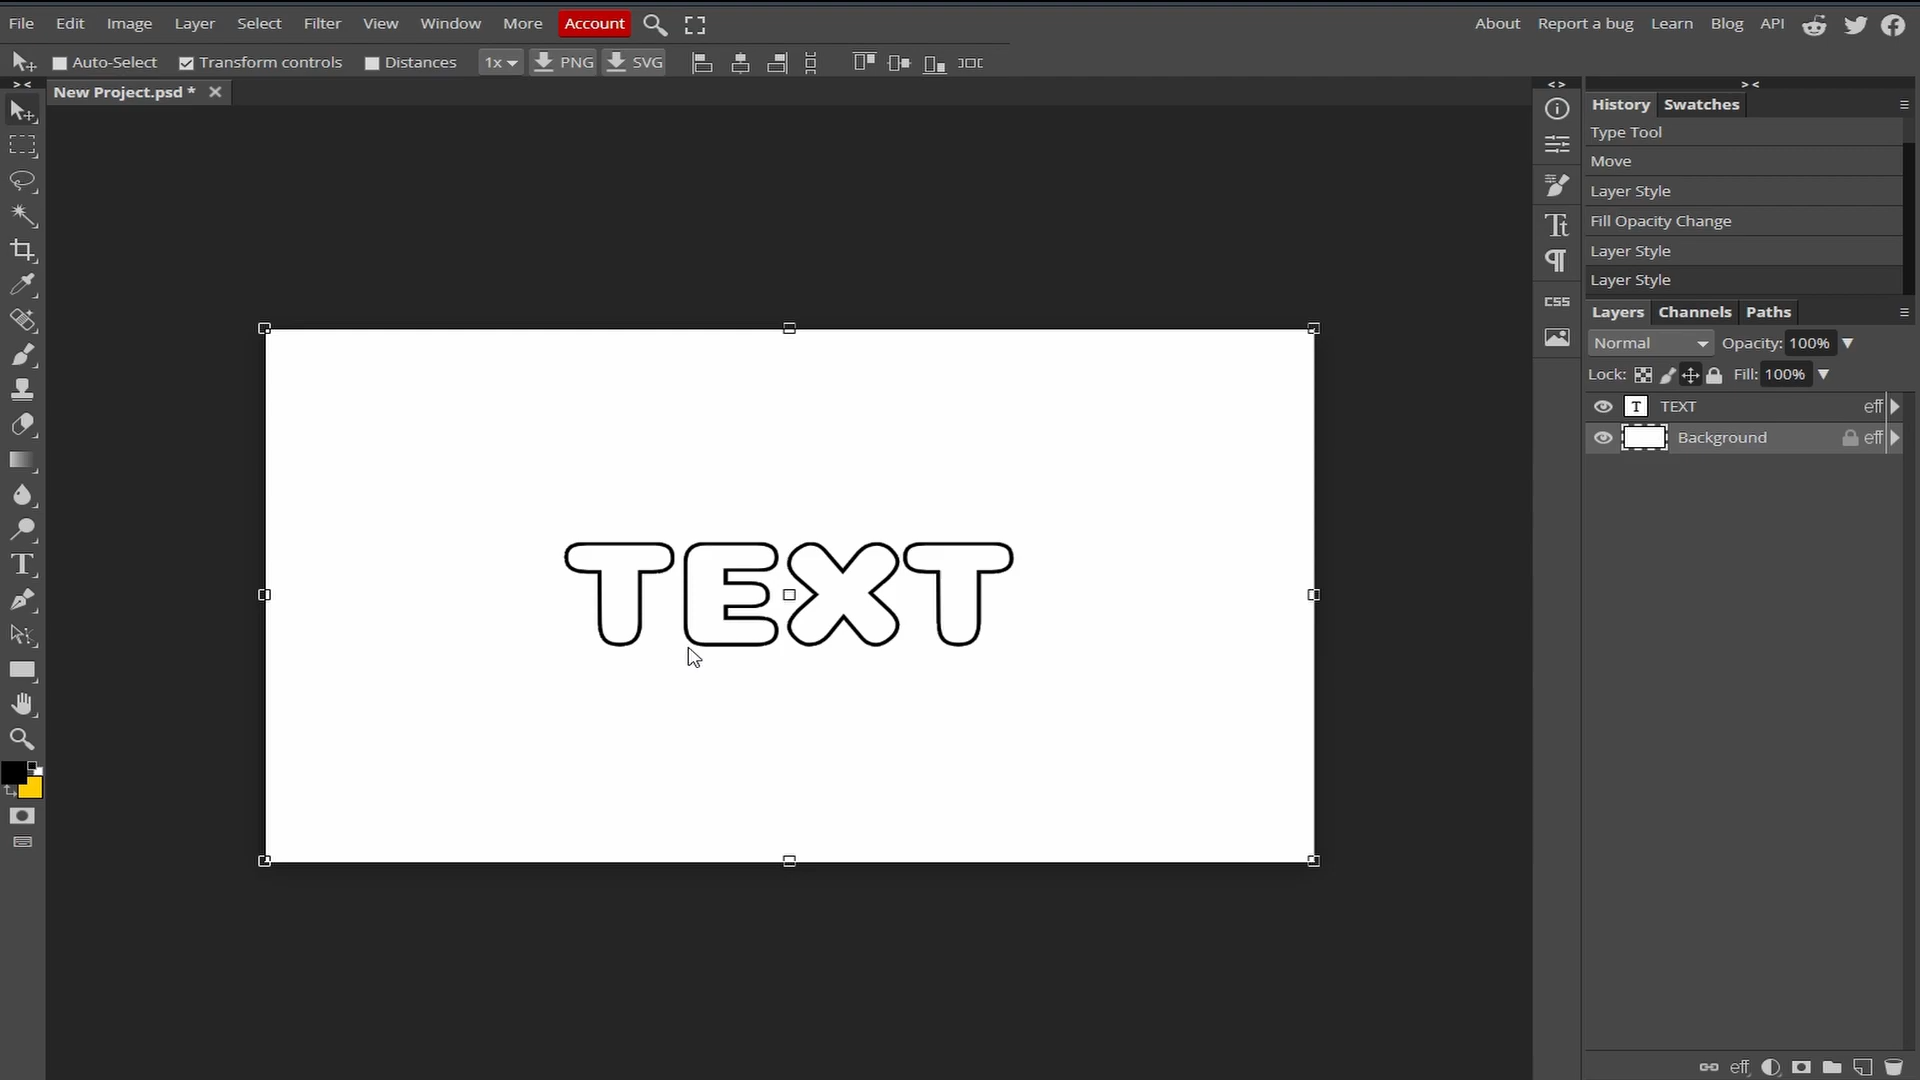 File Edit Image Layer Select Filter View Window More Account About Report a bug Learn Blog API
Auto-Select Transform controls Distances 1x PNG SVG
New Project.psd *
History Swatches
Type Tool
Move
Layer Style
Fill Opacity Change
Layer Style
Layer Style
CSS
Layers Channels Paths
Normal Opacity: 100%
Lock: Fill: 100%
T TEXT eff
Background eff
TEXT
eff